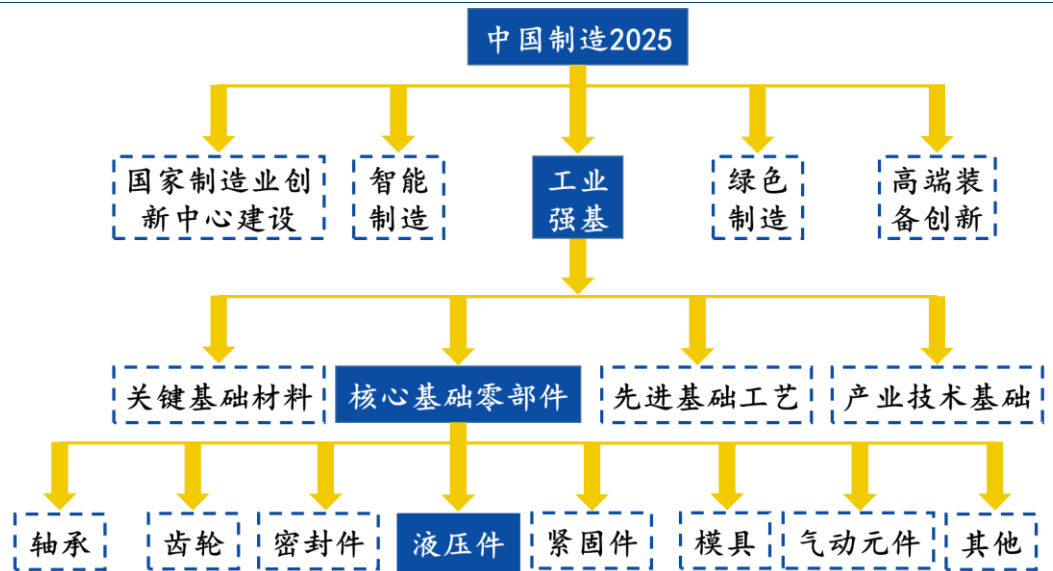 中国制造2025
国家制造业创
新中心建设
智能
制造
工业
强基
绿色
制造
高端装
备创新
关键基础材料
核心基础零部件
先进基础工艺
产业技术基础
轴承
齿轮
密封件
液压件
紧固件
模具
气动元件
其他